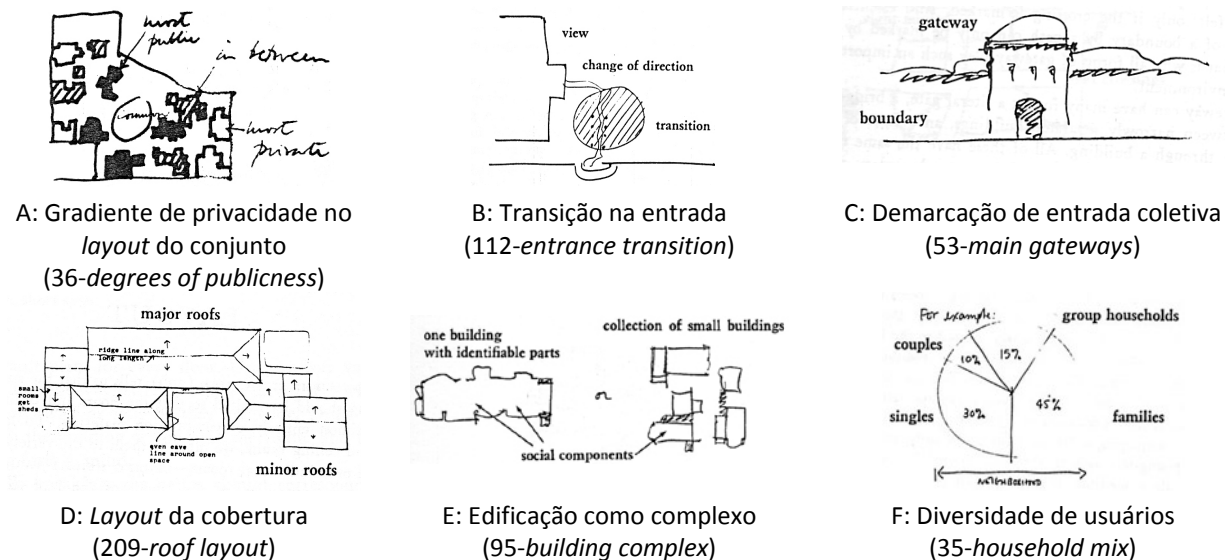 most
public
in between
common
most
private
A: Gradiente de privacidade no
layout do conjunto
(36-degrees of publicness)
view
change of direction
transition
B: Transição na entrada
(112-entrance transition)
gateway
boundary
C: Demarcação de entrada coletiva
(53-main gateways)
major roofs
ridge line along
long length
small
rooms
get
sheds
even eave
line around open
space
minor roofs
D: Layout da cobertura
(209-roof layout)
one building
with identifiable parts
collection of small buildings
or
social components
E: Edificação como complexo
(95-building complex)
For example:
group households
couples
10%
15%
singles
30%
45%
families
NEIGHBORHOOD
F: Diversidade de usuários
(35-household mix)